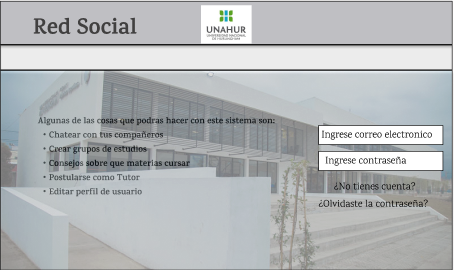 Red Social
UNAHUR
UNIVERSIDAD NACIONAL
DE HURLINGHAM
Algunas de las cosas que podras hacer con este sistema son:
• Chatear con tus compañeros
• Crear grupos de estudios
• Consejos sobre que materias cursar
• Postularse como Tutor
• Editar perfil de usuario
Ingrese correo electronico
Ingrese contraseña
¿No tienes cuenta?
¿Olvidaste la contraseña?